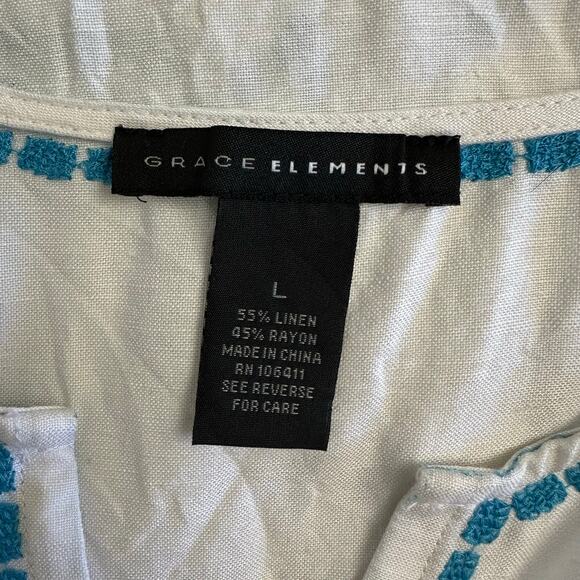 GRACE ELEMENTS
L
55% LINEN
45% RAYON
MADE IN CHINA
RN 106411
SEE REVERSE
FOR CARE